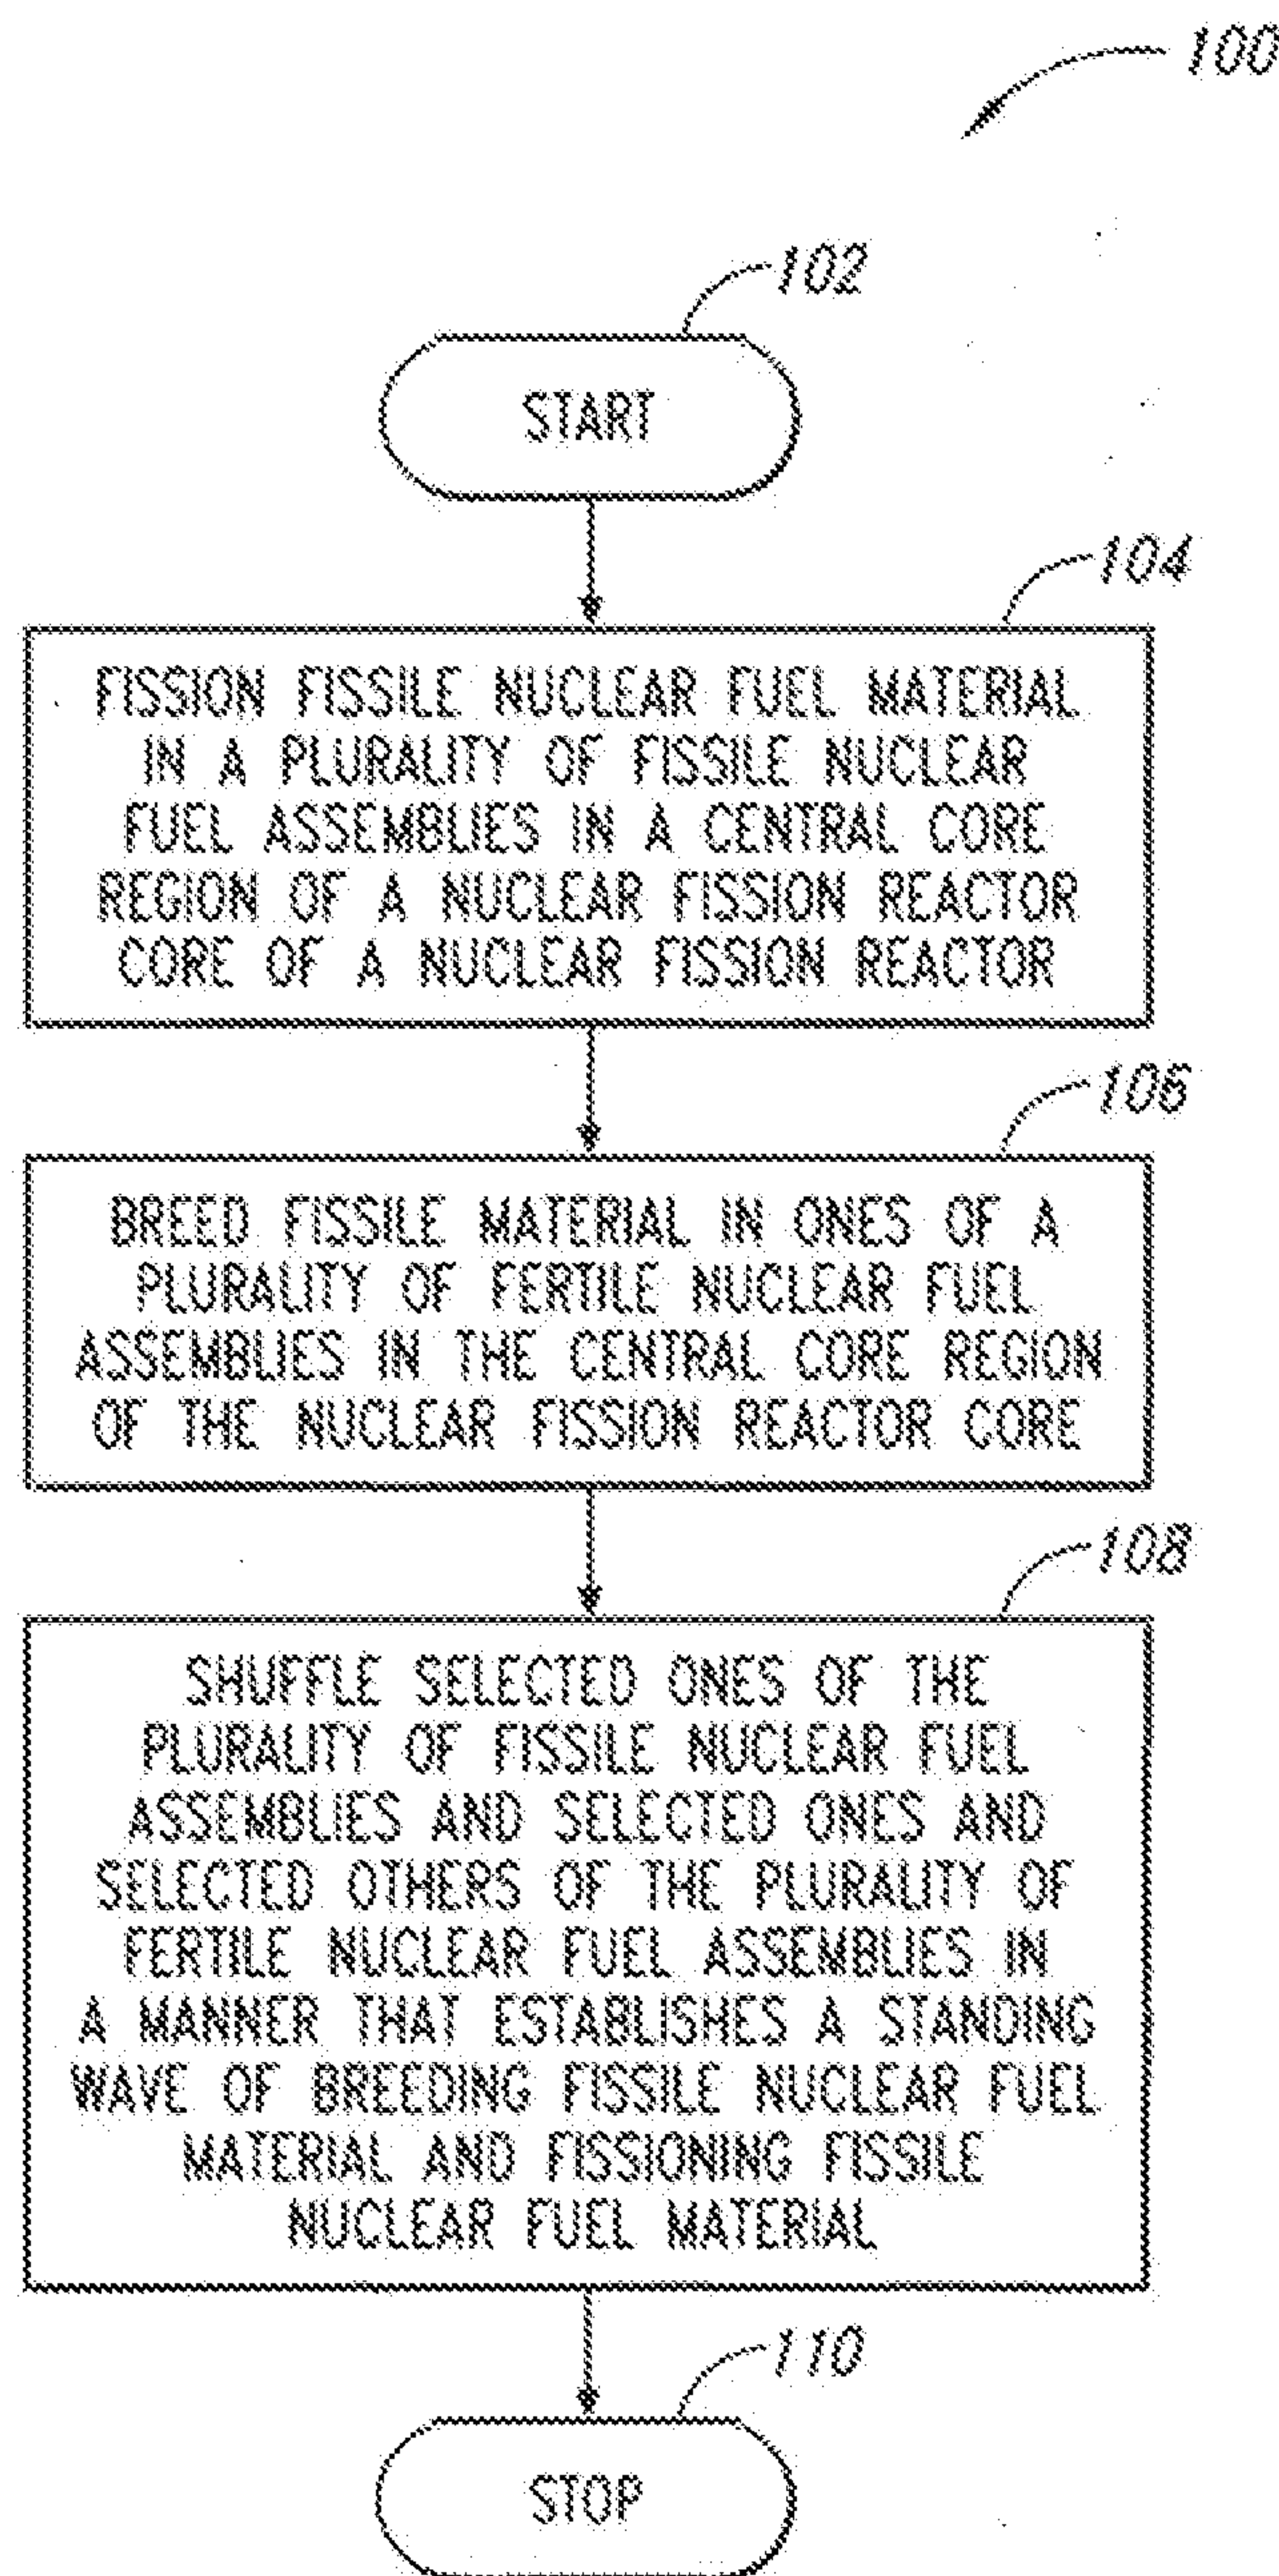 100
102
START
104
FISSION FISSILE NUCLEAR FUEL MATERIAL
IN A PLURALITY OF FISSILE NUCLEAR
FUEL ASSEMBLIES IN A CENTRAL CORE
REGION OF A NUCLEAR FISSION REACTOR
CORE OF A NUCLEAR FISSION REACTOR
106
BREED FISSILE MATERIAL IN ONES OF A
PLURALITY OF FERTILE NUCLEAR FUEL
ASSEMBLIES IN THE CENTRAL CORE REGION
OF THE NUCLEAR FISSION REACTOR CORE
108
SHUFFLE SELECTED ONES OF THE
PLURALITY OF FISSILE NUCLEAR FUEL
ASSEMBLIES AND SELECTED ONES AND
SELECTED OTHERS OF THE PLURALITY OF
FERTILE NUCLEAR FUEL ASSEMBLIES IN
A MANNER THAT ESTABLISHES A STANDING
WAVE OF BREEDING FISSILE NUCLEAR FUEL
MATERIAL AND FISSIONING FISSILE
NUCLEAR FUEL MATERIAL
110
STOP